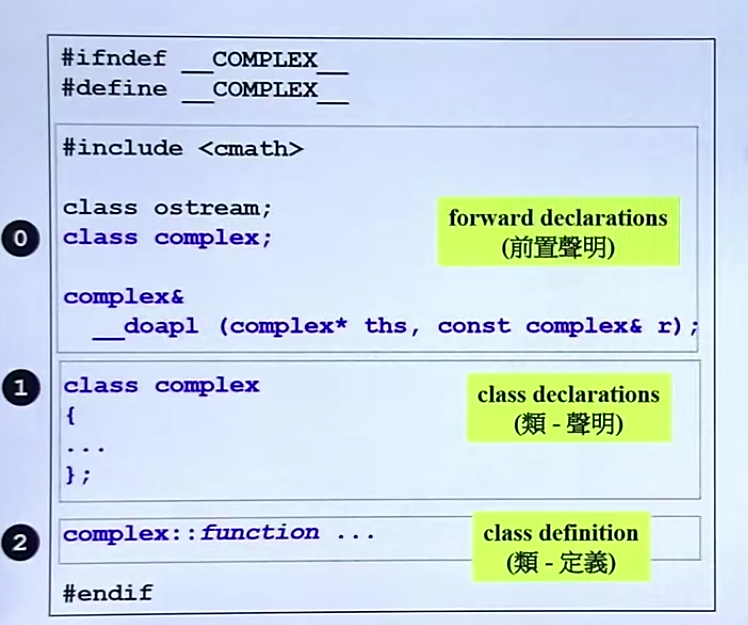 #ifndef __COMPLEX__
#define __COMPLEX__
#include <cmath>
class ostream;
class complex;
forward declarations
(前置聲明)
0
complex&
__doapl (complex* ths, const complex& r);
1
class complex
{
...
};
class declarations
(類 - 聲明)
2
complex::function ...
class definition
(類 - 定義)
#endif